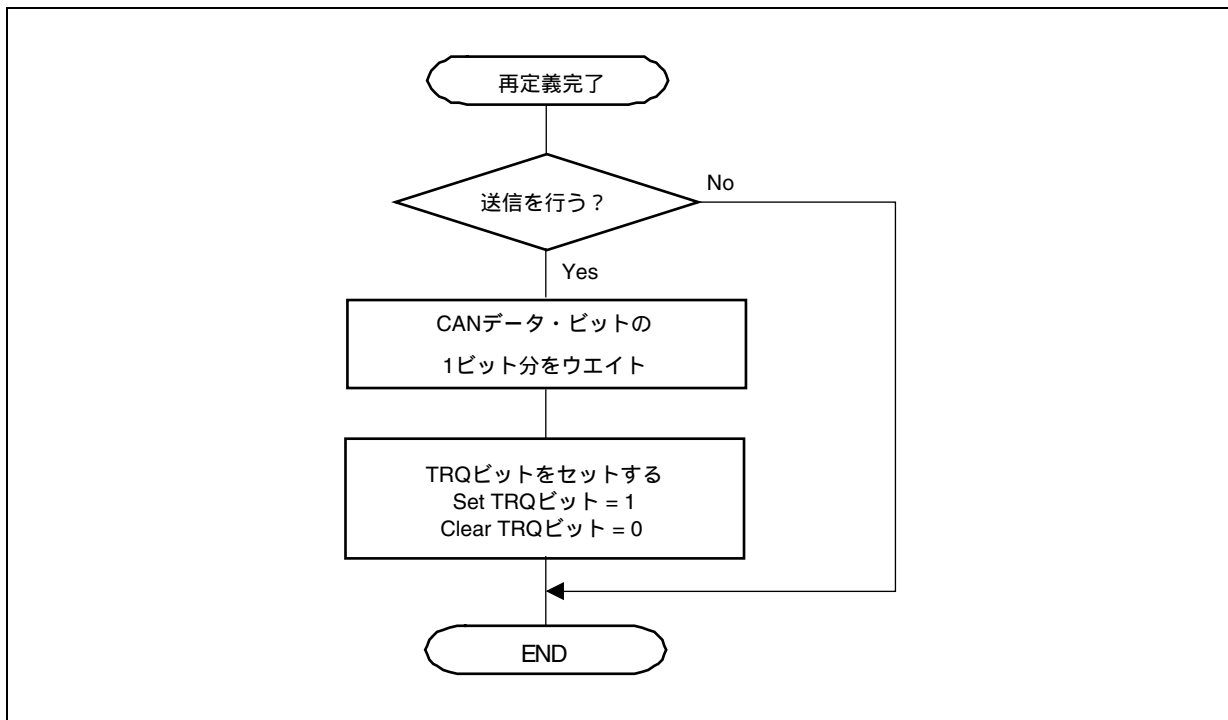 再定義完了
送信を行う？
No
Yes
CANデータ・ビットの
1ビット分をウエイト
TRQビットをセットする
Set TRQビット = 1
Clear TRQビット = 0
END